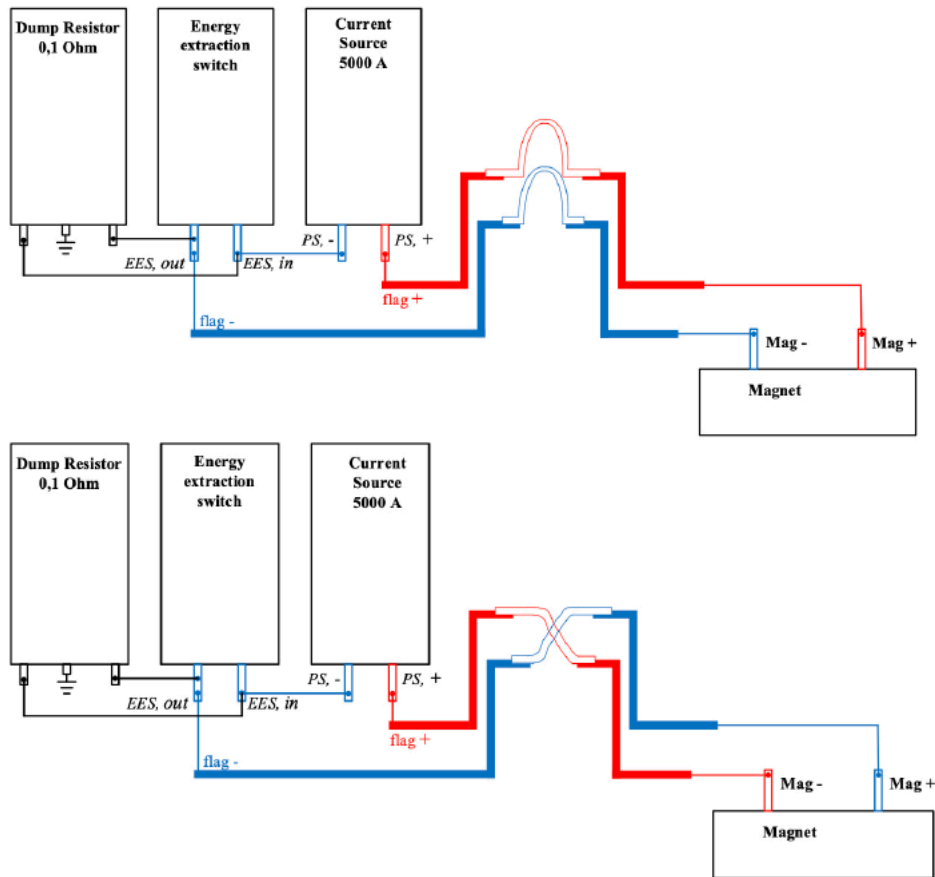 Dump Resistor
0,1 Ohm
Energy
extraction
switch
Current
Source
5000 A
PS, -
PS, +
EES, out
EES, in
flag +
flag -
Mag -
Mag +
Magnet
Dump Resistor
0,1 Ohm
Energy
extraction
switch
Current
Source
5000 A
PS, -
PS, +
EES, out
EES, in
flag +
flag -
Mag -
Mag +
Magnet